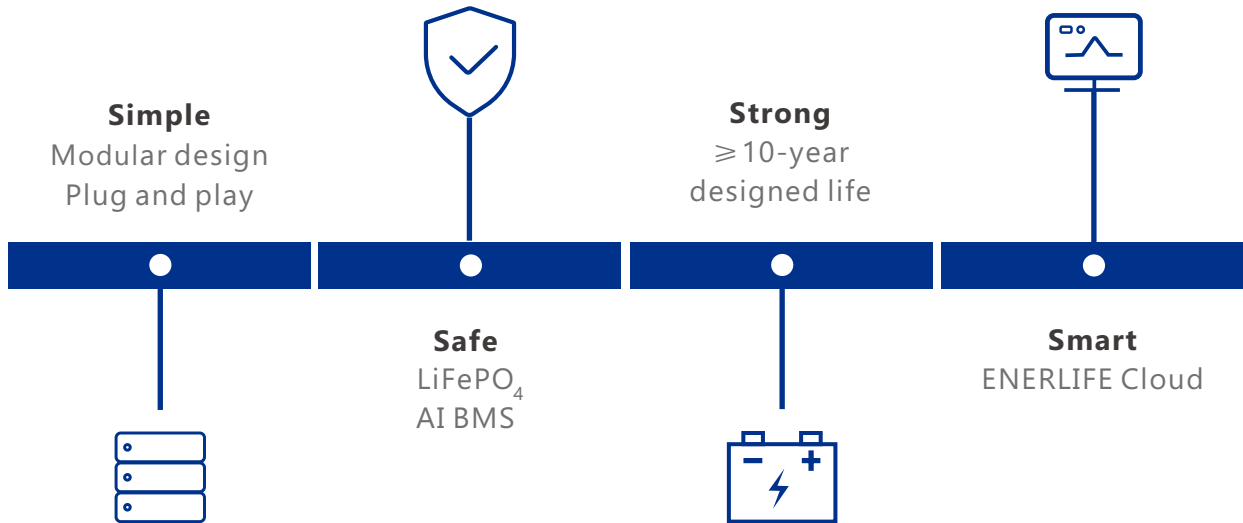 Simple
Modular design
Plug and play
Safe
LiFePO₄
AI BMS
Strong
≥10-year
designed life
Smart
ENERLIFE Cloud